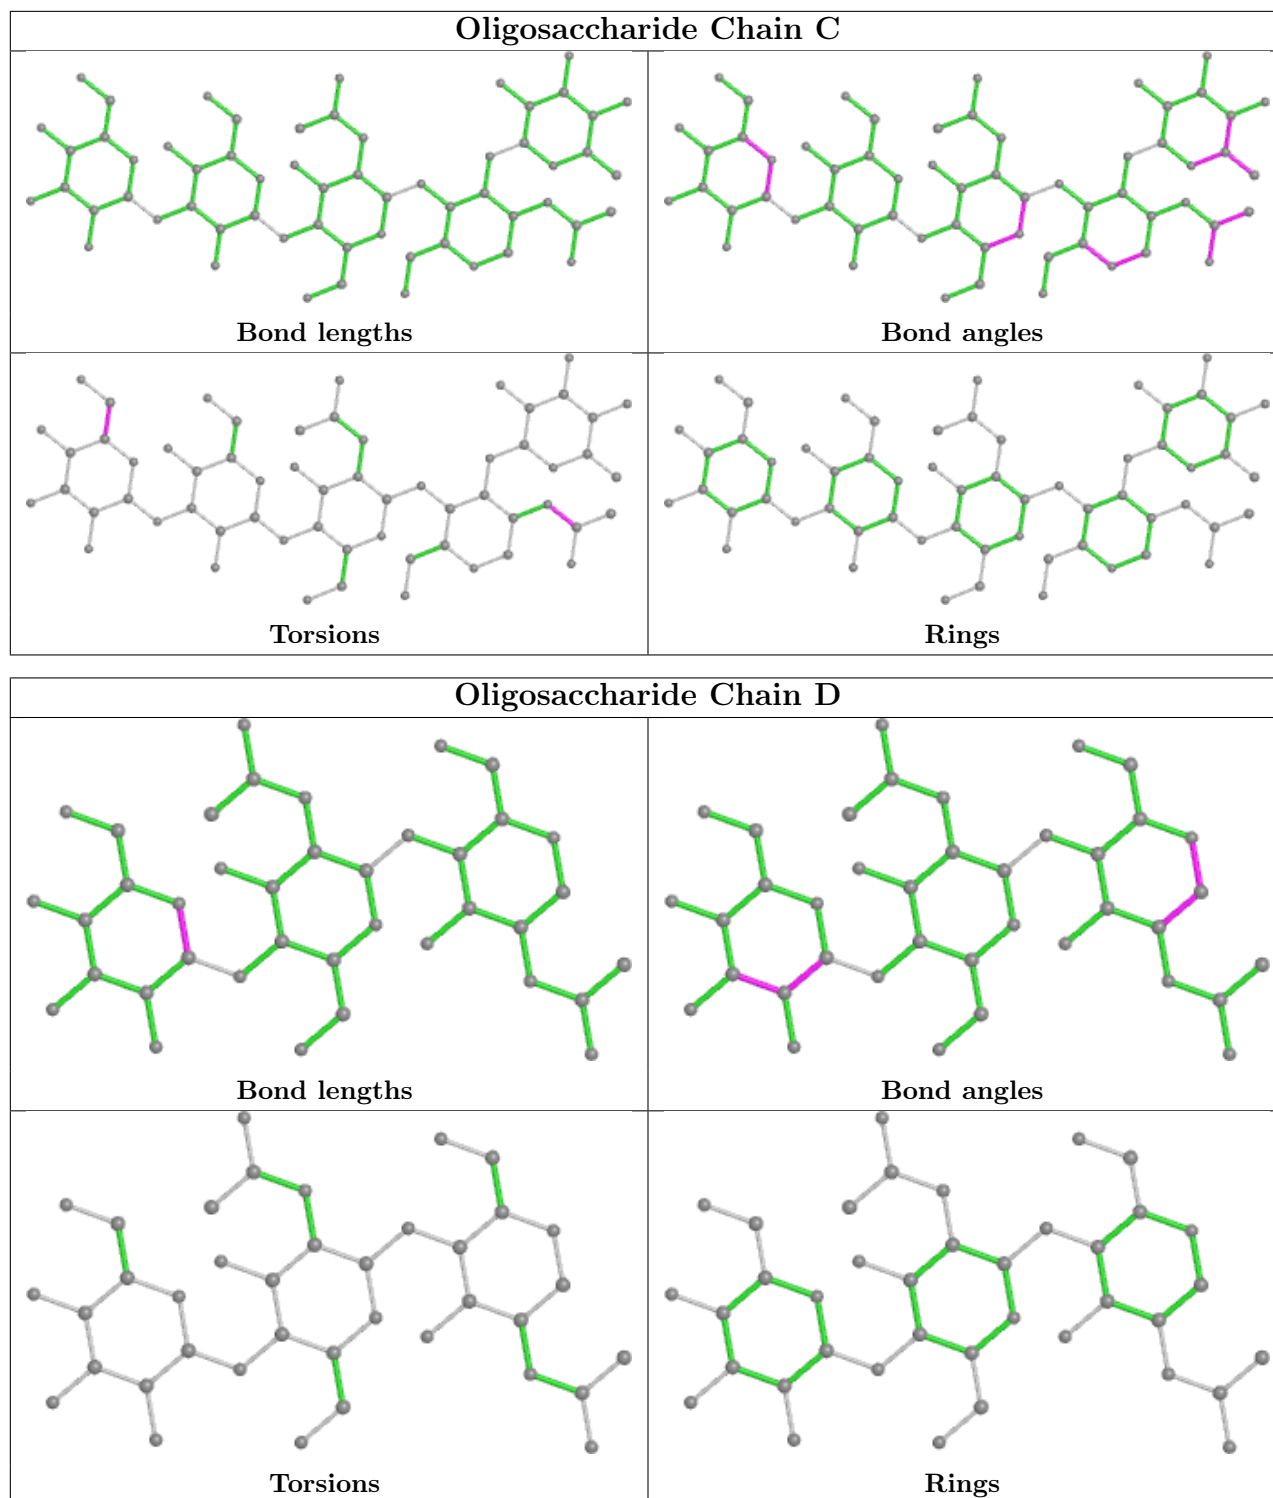 Oligosaccharide Chain C
Bond lengths
Bond angles
Torsions
Rings
Oligosaccharide Chain D
Bond lengths
Bond angles
Torsions
Rings